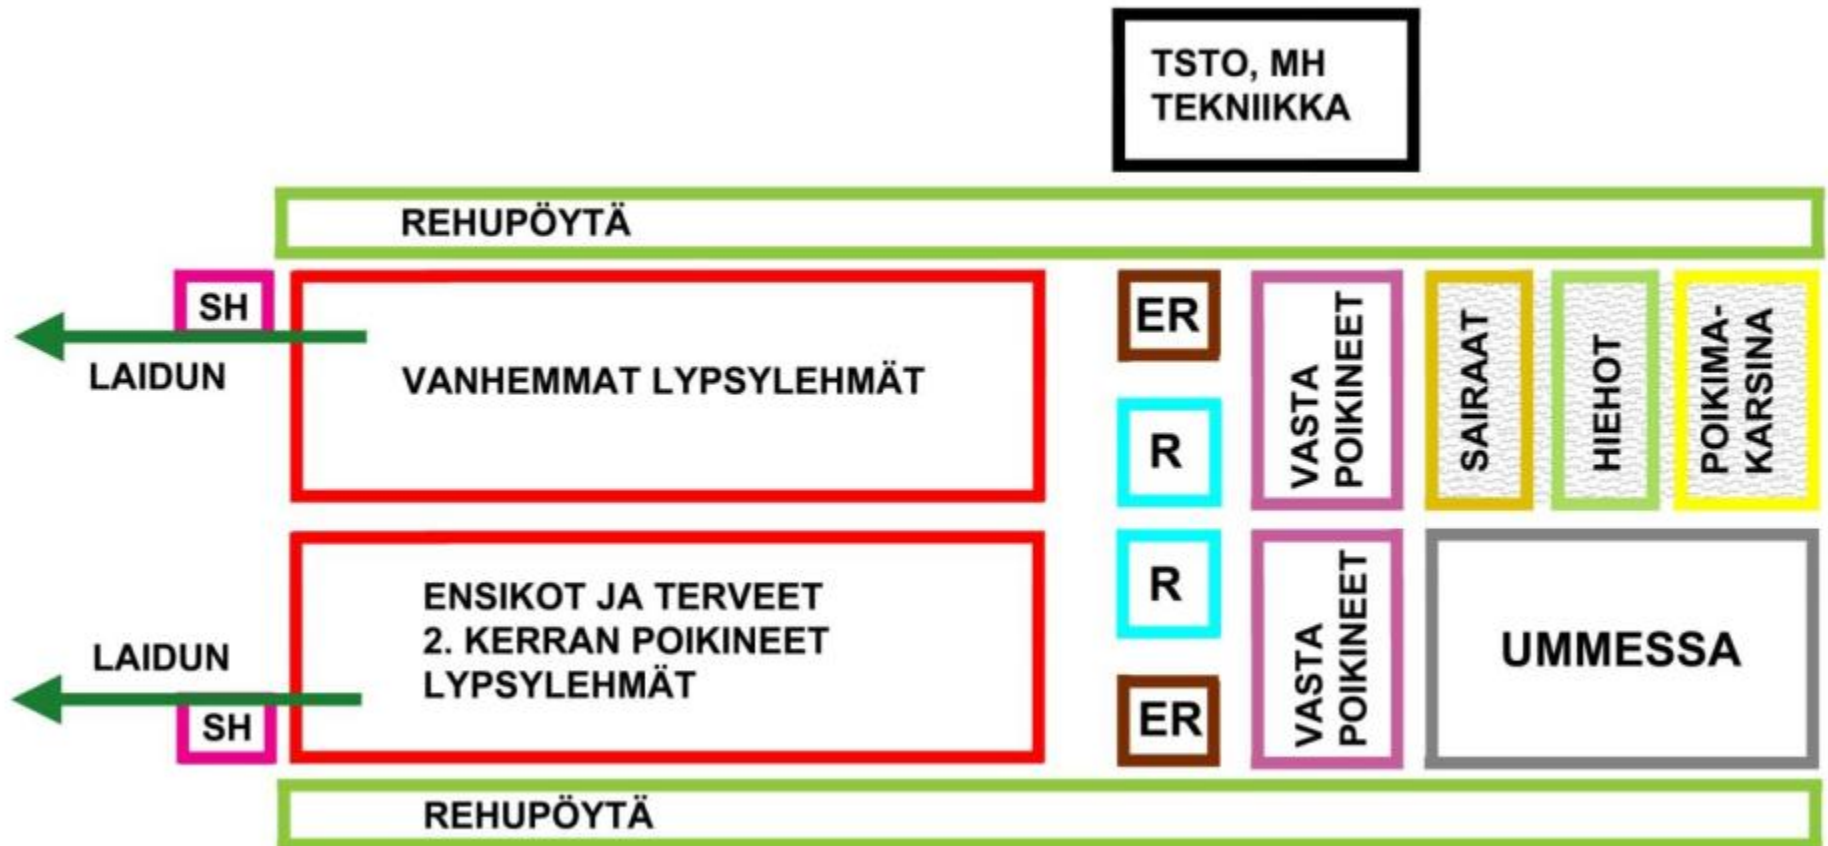 TSTO, MH
TEKNIIKKA
REHUPÖYTÄ
SH
LAIDUN
VANHEMMAT LYPSYLEHMÄT
ER
R
VASTA
POIKINEET
SAIRAAT
HIEHOT
POIKIMA-
KARSINA
LAIDUN
SH
ENSIKOT JA TERVEET
2. KERRAN POIKINEET
LYPSYLEHMÄT
R
ER
VASTA
POIKINEET
UMMESSA
REHUPÖYTÄ